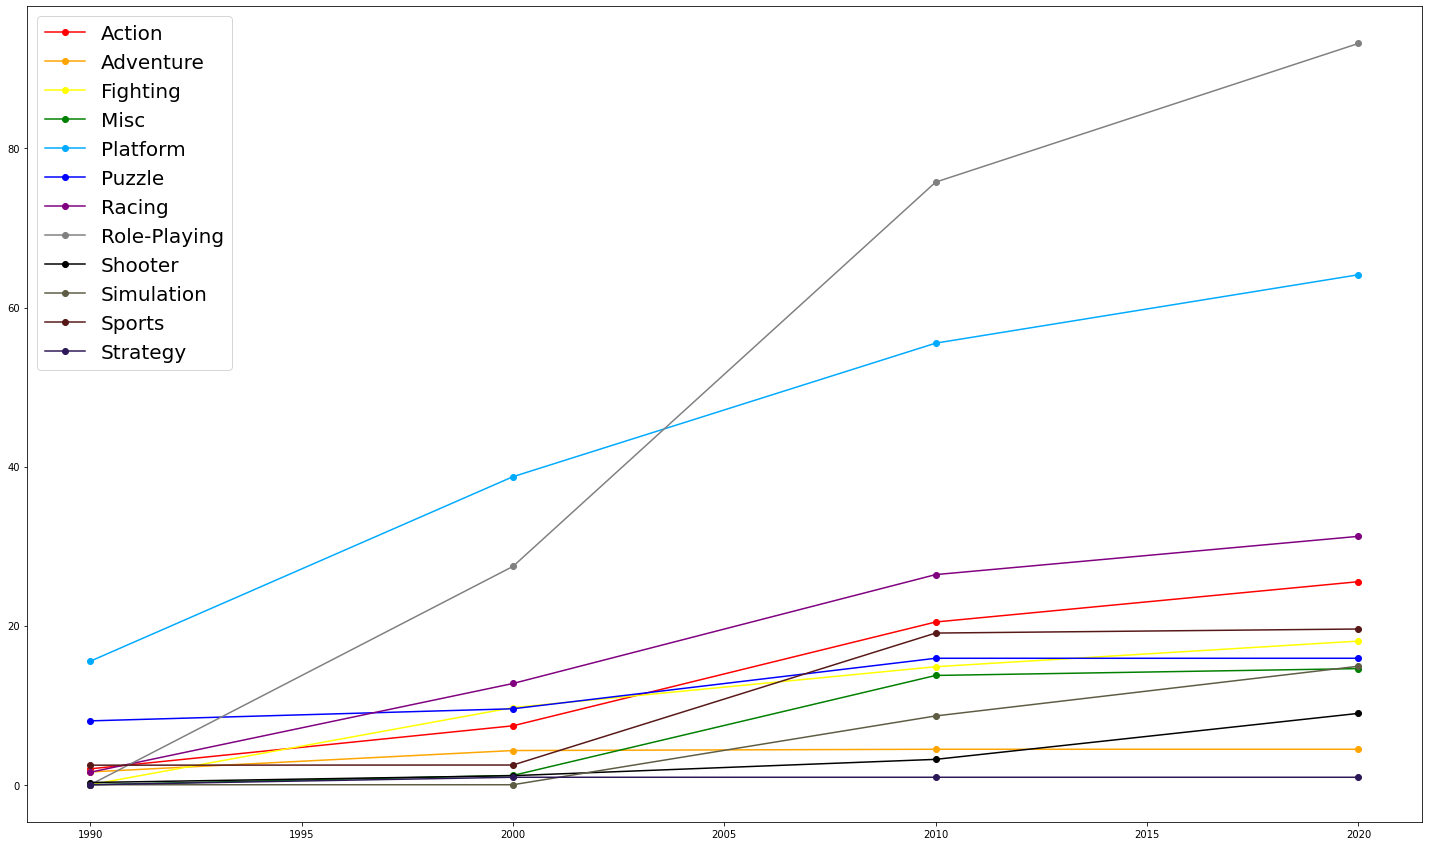 Action
Adventure
Fighting
Misc
Platform
Puzzle
Racing
Role-Playing
Shooter
Simulation
Sports
Strategy
80
60
40
20
0
1990 1995 2000 2005 2010 2015 2020